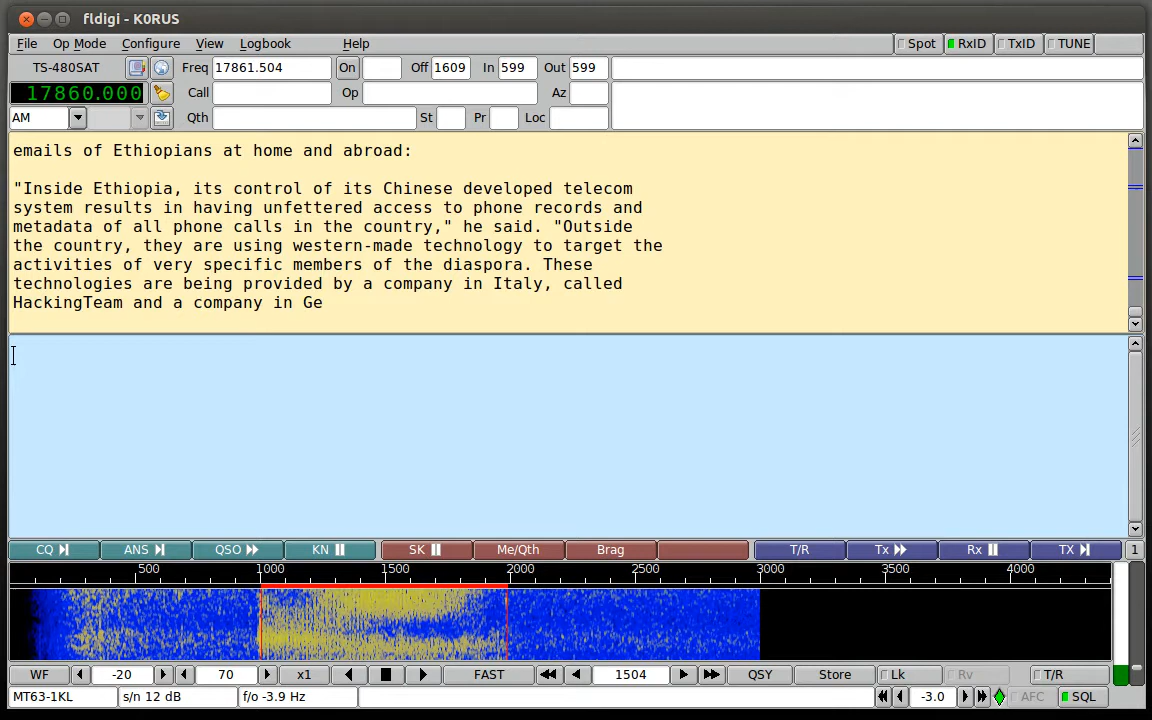 fldigi - K0RUS
File Op Mode Configure View Logbook Help Spot RxID TxID TUNE
TS-480SAT Freq 17861.504 On Off 1609 In 599 Out 599
17860.000 Call Op Az
AM Qth St Pr Loc
emails of Ethiopians at home and abroad:
"Inside Ethiopia, its control of its Chinese developed telecom
system results in having unfettered access to phone records and
metadata of all phone calls in the country," he said. "Outside
the country, they are using western-made technology to target the
activities of very specific members of the diaspora. These
technologies are being provided by a company in Italy, called
HackingTeam and a company in Ge
CQ ANS QSO KN SK Me/Qth Brag T/R Tx Rx TX 1
500 1000 1500 2000 2500 3000 3500 4000
WF -20 70 x1 FAST 1504 QSY Store Lk Rv T/R
MT63-1KL s/n 12 dB f/o -3.9 Hz -3.0 AFC SQL